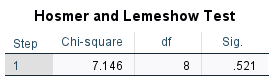 Hosmer and Lemeshow Test
Step Chi-square df Sig.
1 7.146 8 .521